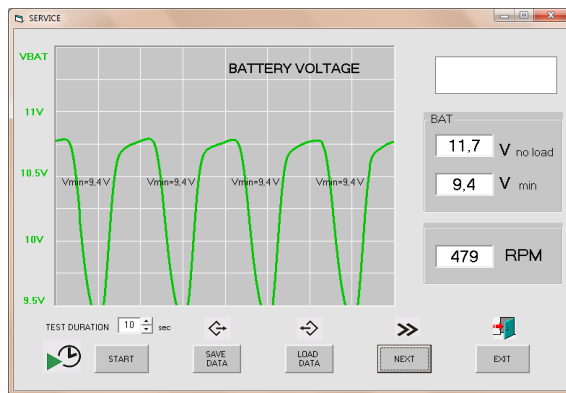 SERVICE
VBAT
BATTERY VOLTAGE
11V
BAT
11,7 V no load
10.5V
Vmin=9,4 V Vmin=9,4 V Vmin=9,4 V Vmin=9,4 V
9,4 V min
10V
479 RPM
9.5V
TEST DURATION 10 sec
START
SAVE DATA
LOAD DATA
NEXT
EXIT